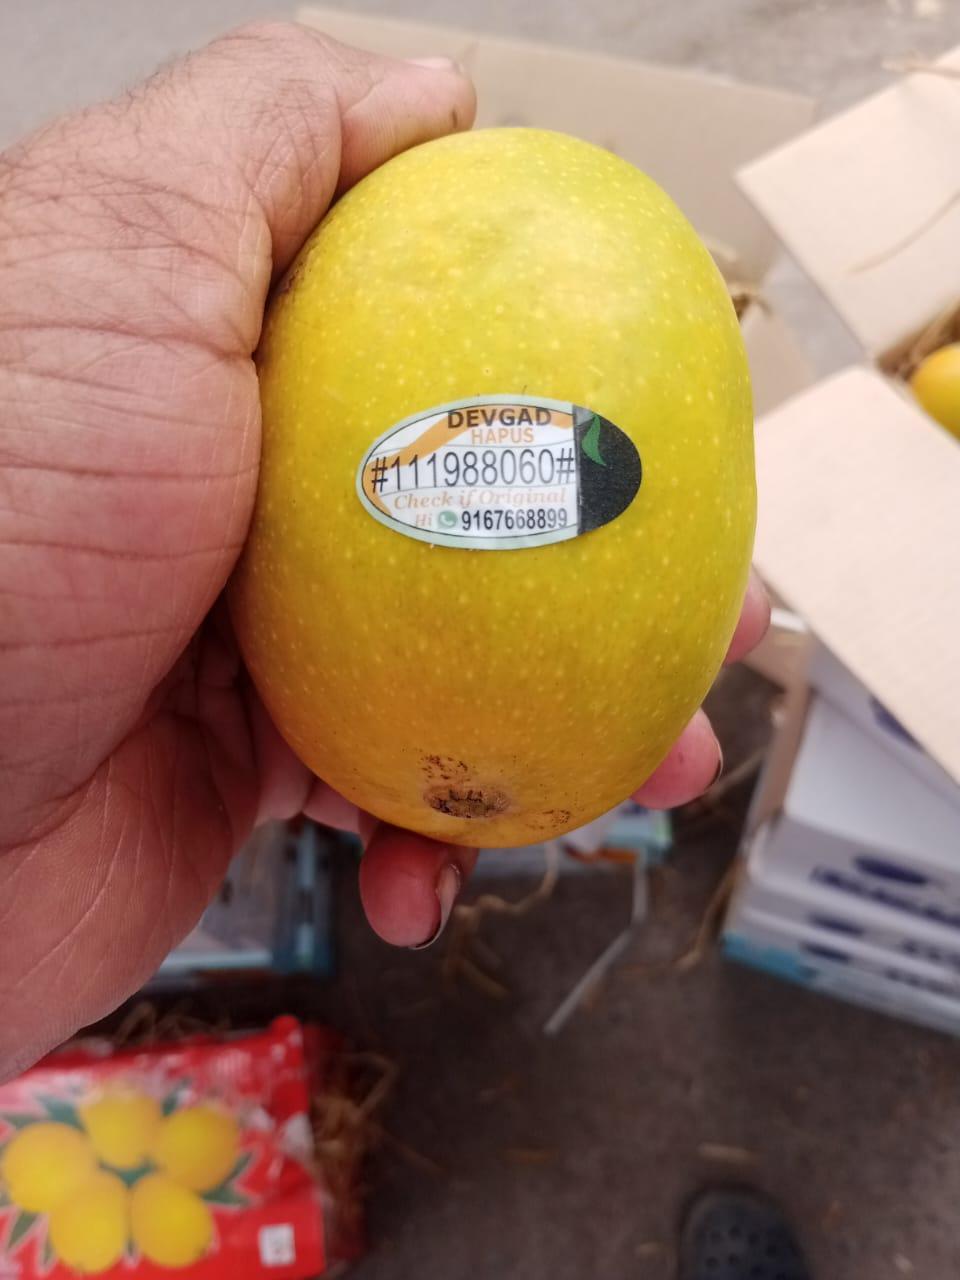 DEVGAD
HAPUS
#111988060#
Check if Original
Hi 9167668899